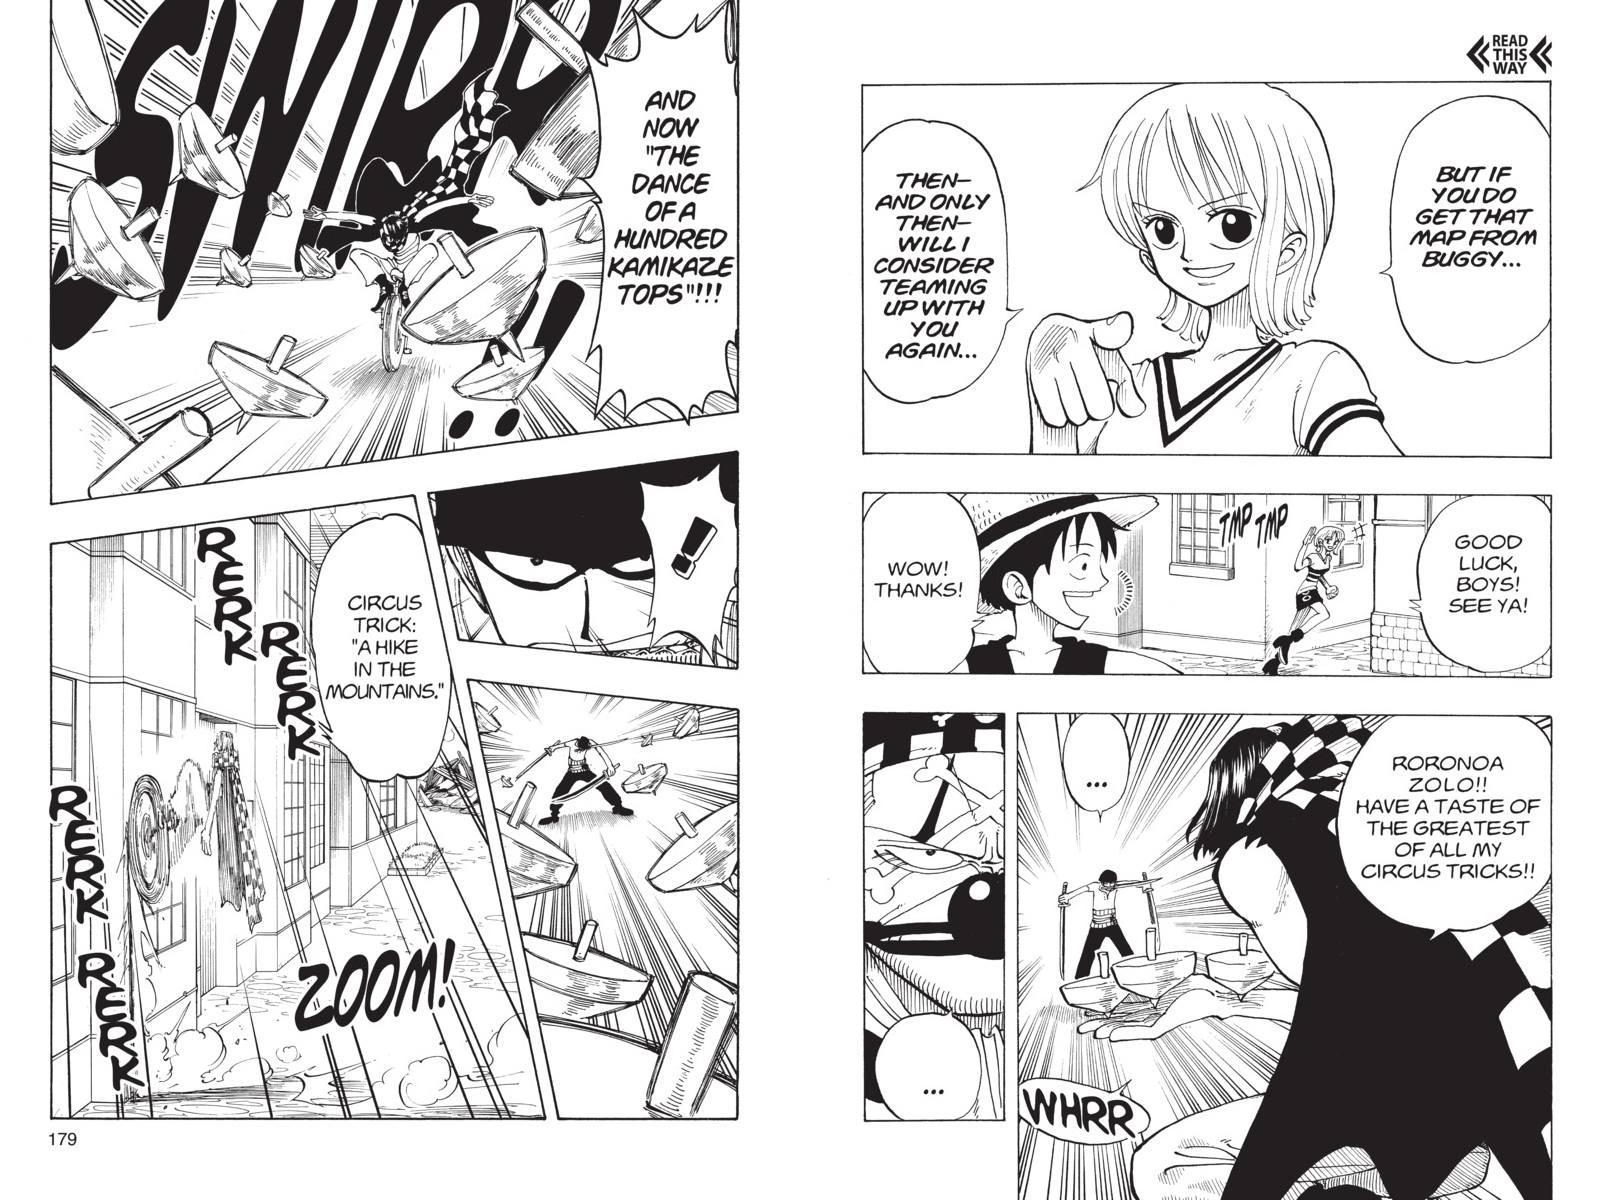 READ
THIS
WAY
BUT IF
YOU DO
GET THAT
MAP FROM
BUGGY...
THEN—
AND ONLY
THEN—
WILL I
CONSIDER
TEAMING
UP WITH
YOU
AGAIN...
GOOD
LUCK,
BOYS!
SEE YA!
TMP TMP
WOW!
THANKS!
RORONOA
ZOLO!!
HAVE A TASTE OF
THE GREATEST
OF ALL MY
CIRCUS TRICKS!!
...
WHRR
...
AND
NOW
"THE
DANCE
OF A
HUNDRED
KAMIKAZE
TOPS"!!!
!
CIRCUS
TRICK:
"A HIKE
IN THE
MOUNTAINS."
RERK
RERK
RERK
RERK
ZOOM!
179